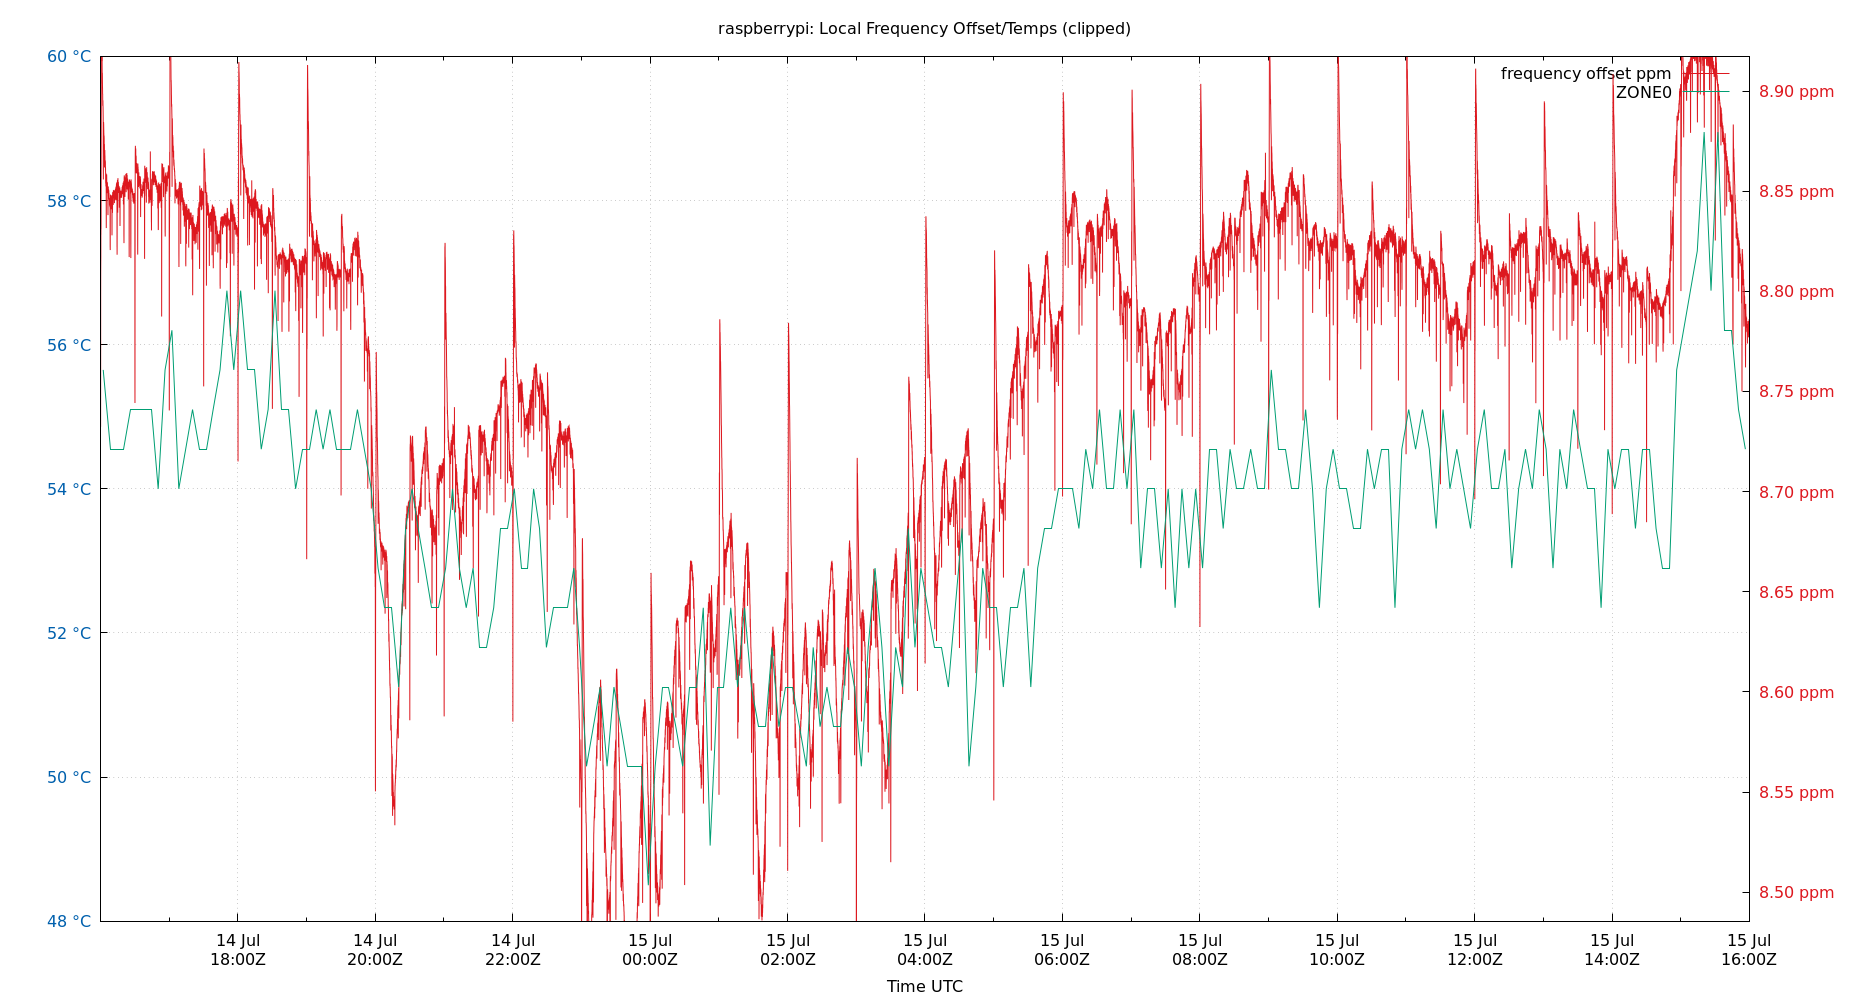 raspberrypi: Local Frequency Offset/Temps (clipped)
60 °C
58 °C
56 °C
54 °C
52 °C
50 °C
48 °C
frequency offset ppm
ZONE0
8.90 ppm
8.85 ppm
8.80 ppm
8.75 ppm
8.70 ppm
8.65 ppm
8.60 ppm
8.55 ppm
8.50 ppm
14 Jul
18:00Z
14 Jul
20:00Z
14 Jul
22:00Z
15 Jul
00:00Z
15 Jul
02:00Z
15 Jul
04:00Z
15 Jul
06:00Z
15 Jul
08:00Z
15 Jul
10:00Z
15 Jul
12:00Z
15 Jul
14:00Z
15 Jul
16:00Z
Time UTC